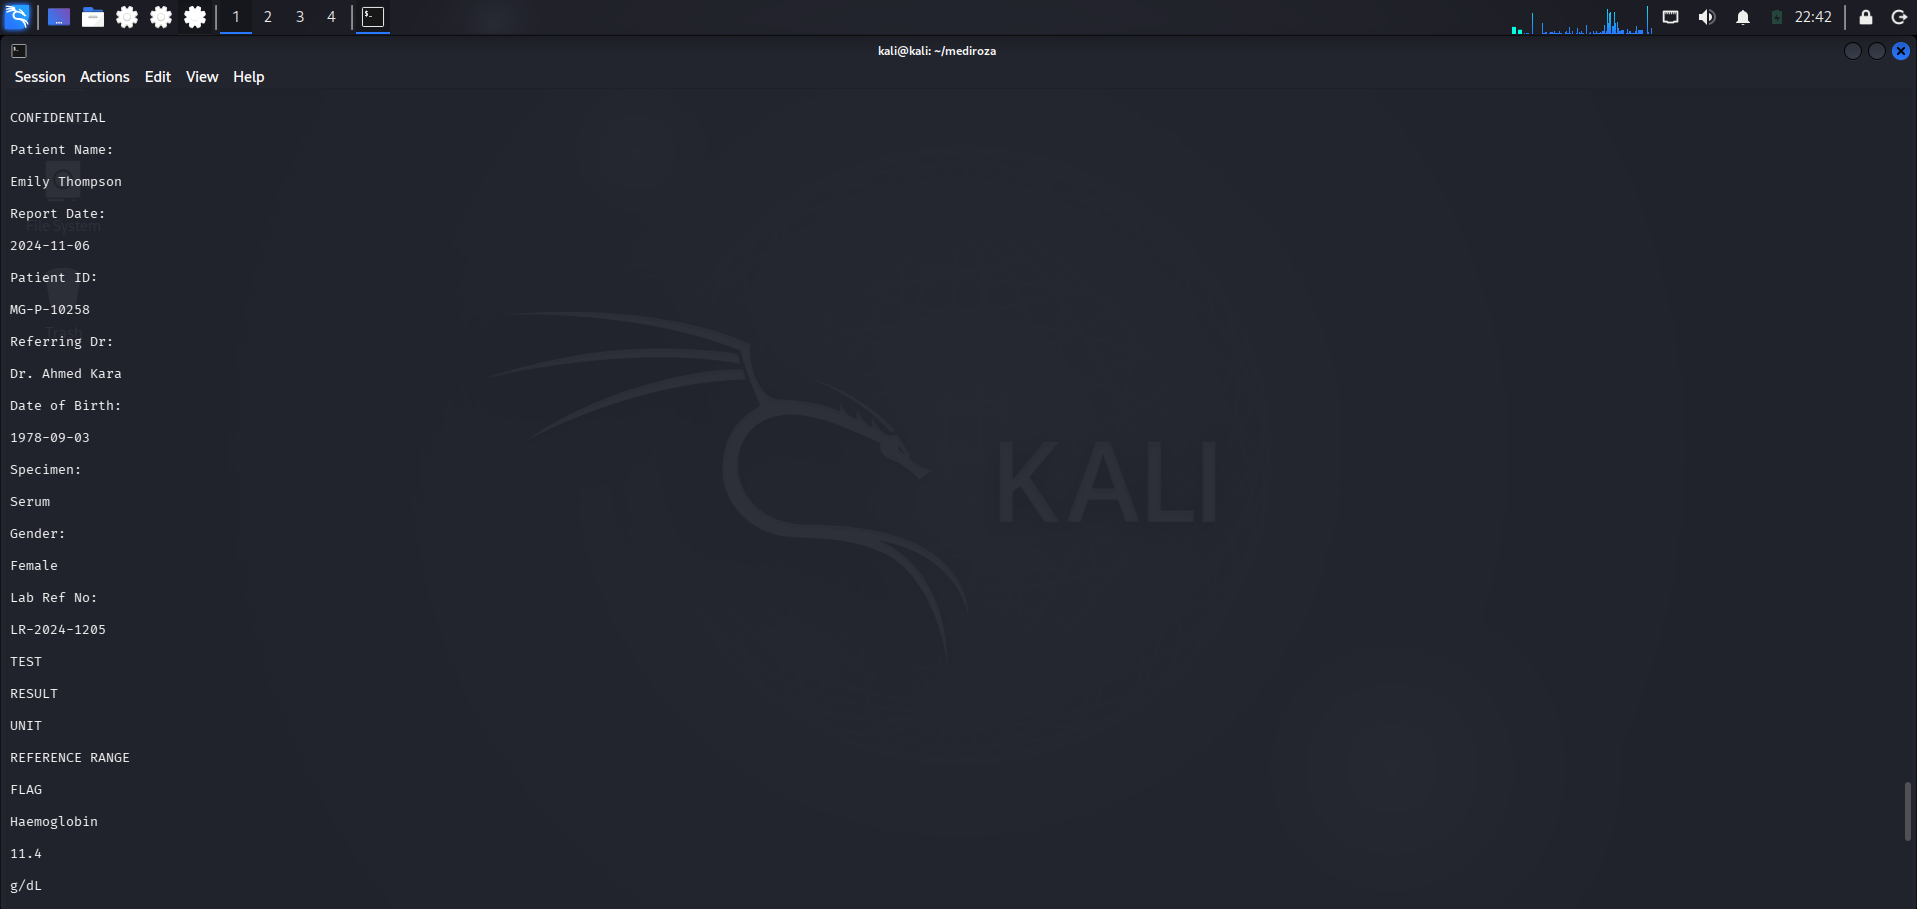 1
2
3
4
22:42
kali@kali: ~/mediroza
Session Actions Edit View Help
CONFIDENTIAL
Patient Name:
Emily Thompson
Report Date:
File System
2024-11-06
Patient ID:
MG-P-10258
Trash
Referring Dr:
Dr. Ahmed Kara
Date of Birth:
1978-09-03
Specimen:
Serum
Gender:
Female
Lab Ref No:
LR-2024-1205
TEST
RESULT
UNIT
REFERENCE RANGE
FLAG
Haemoglobin
11.4
g/dL
KALI